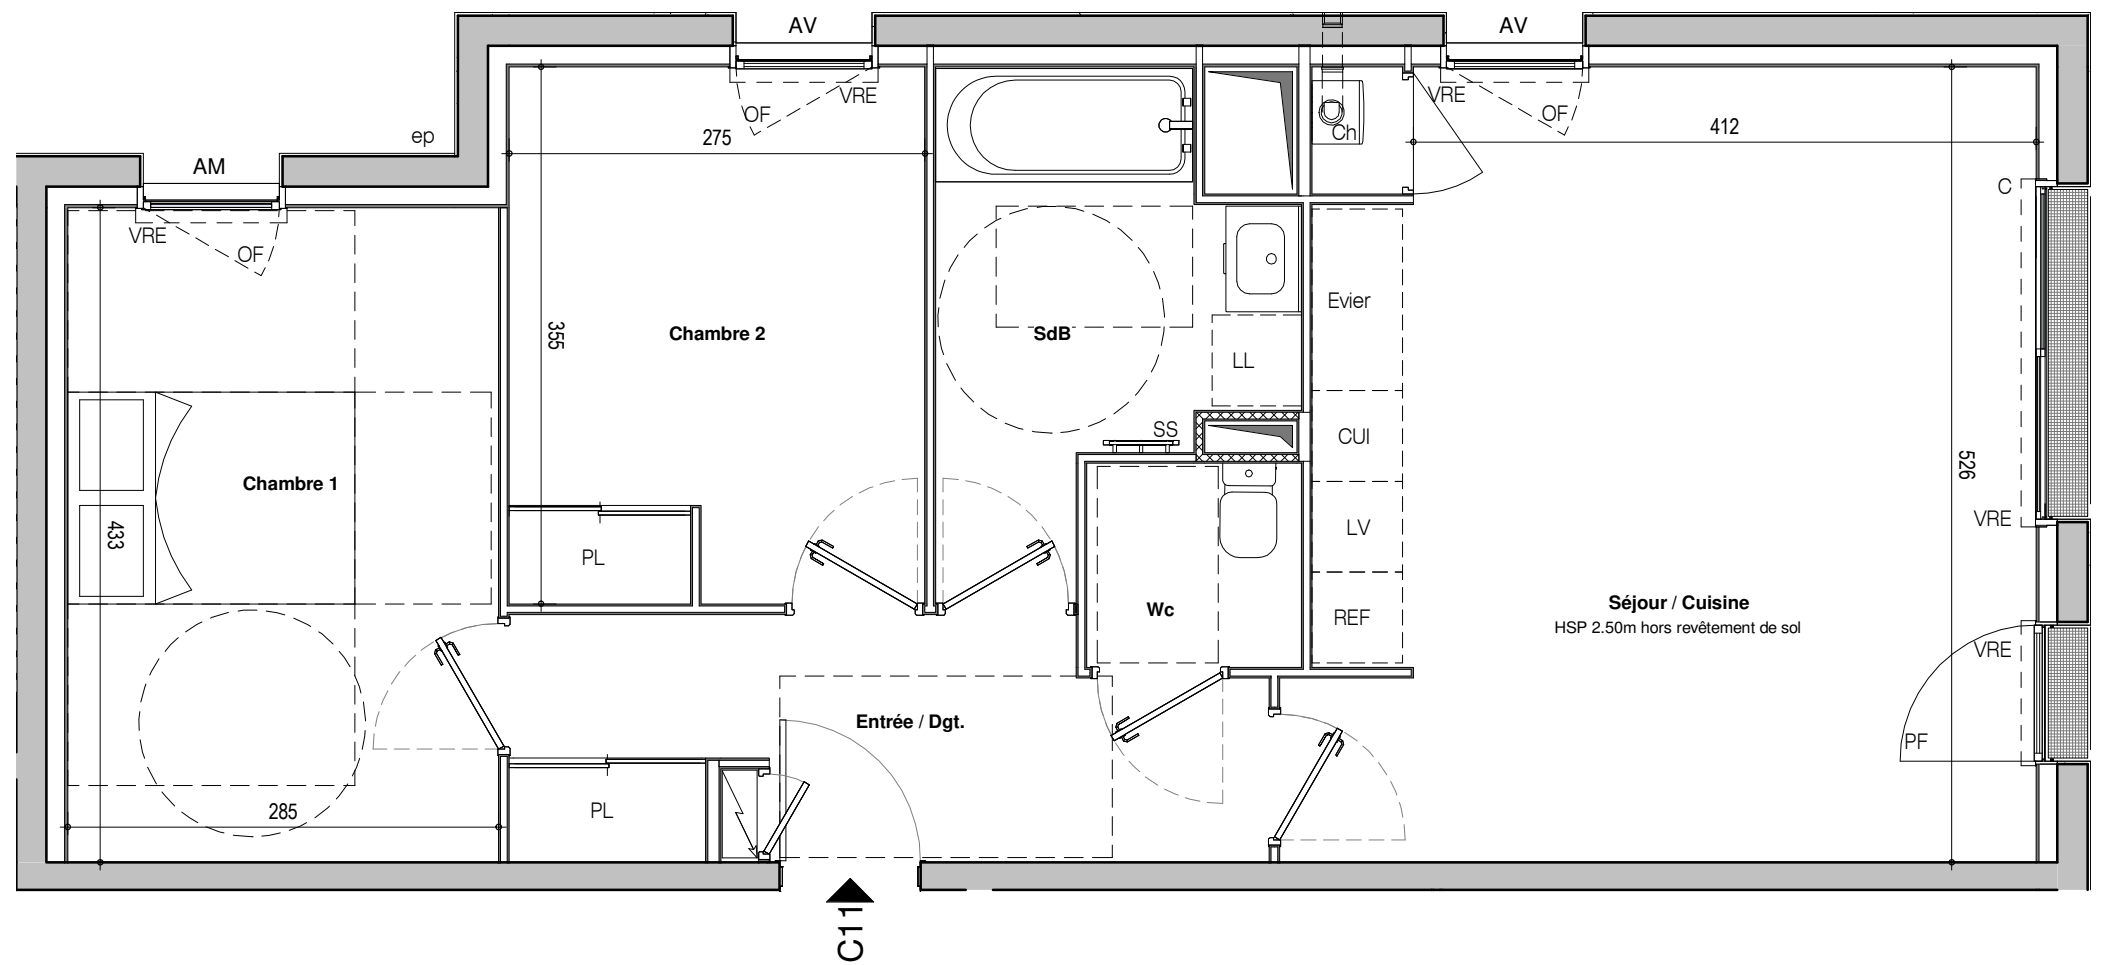 AV
AV
VRE
OF
275
ep
AM
Ch
VRE
OF
412
C
VRE
OF
Evier
355
Chambre 2
SdB
LL
SS
CUI
526
Chambre 1
433
PL
LV
VRE
Wc
REF
Séjour / Cuisine
HSP 2.50m hors revêtement de sol
VRE
Entrée / Dgt.
PF
285
PL
C11